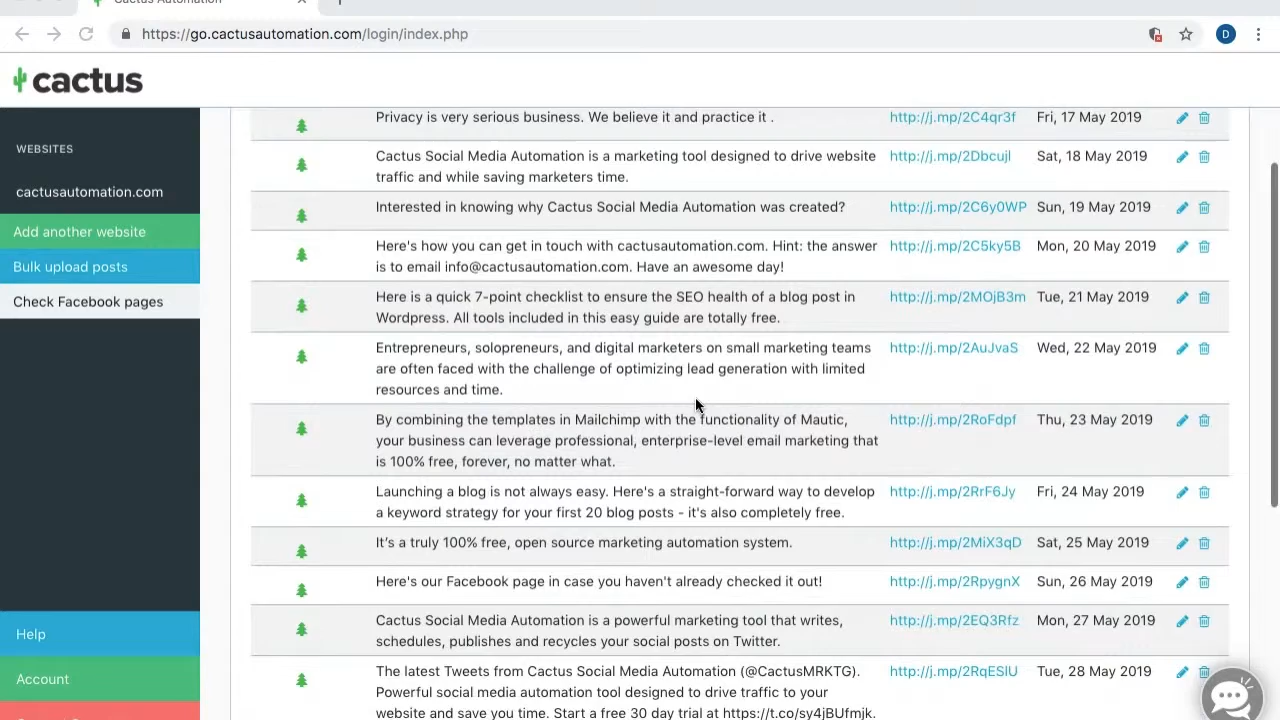 Cactus Automation
https://go.cactusautomation.com/login/index.php
D
cactus
WEBSITES
cactusautomation.com
Add another website
Bulk upload posts
Check Facebook pages
Help
Account
Privacy is very serious business. We believe it and practice it . http://j.mp/2C4qr3f Fri, 17 May 2019
Cactus Social Media Automation is a marketing tool designed to drive website http://j.mp/2Dbcujl Sat, 18 May 2019
traffic and while saving marketers time.
Interested in knowing why Cactus Social Media Automation was created? http://j.mp/2C6y0WP Sun, 19 May 2019
Here's how you can get in touch with cactusautomation.com. Hint: the answer http://j.mp/2C5ky5B Mon, 20 May 2019
is to email info@cactusautomation.com. Have an awesome day!
Here is a quick 7-point checklist to ensure the SEO health of a blog post in http://j.mp/2MOjB3m Tue, 21 May 2019
Wordpress. All tools included in this easy guide are totally free.
Entrepreneurs, solopreneurs, and digital marketers on small marketing teams http://j.mp/2AuJvaS Wed, 22 May 2019
are often faced with the challenge of optimizing lead generation with limited
resources and time.
By combining the templates in Mailchimp with the functionality of Mautic, http://j.mp/2RoFdpf Thu, 23 May 2019
your business can leverage professional, enterprise-level email marketing that
is 100% free, forever, no matter what.
Launching a blog is not always easy. Here's a straight-forward way to develop http://j.mp/2RrF6Jy Fri, 24 May 2019
a keyword strategy for your first 20 blog posts - it's also completely free.
It's a truly 100% free, open source marketing automation system. http://j.mp/2MiX3qD Sat, 25 May 2019
Here's our Facebook page in case you haven't already checked it out! http://j.mp/2RpygnX Sun, 26 May 2019
Cactus Social Media Automation is a powerful marketing tool that writes, http://j.mp/2EQ3Rfz Mon, 27 May 2019
schedules, publishes and recycles your social posts on Twitter.
The latest Tweets from Cactus Social Media Automation (@CactusMRKTG). http://j.mp/2RqESlU Tue, 28 May 2019
Powerful social media automation tool designed to drive traffic to your
website and save you time. Start a free 30 day trial at https://t.co/sy4jBUfmjk.